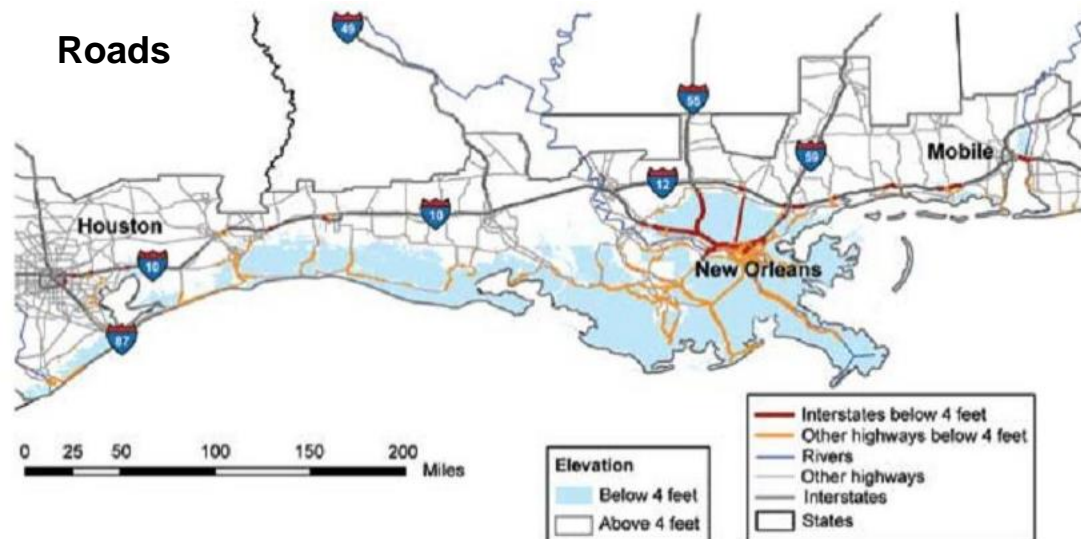 Roads
49
55
59
Mobile
12
Houston
10
10
New Orleans
87
0 25 50 100 150 200
Miles
Elevation
Below 4 feet
Above 4 feet
Interstates below 4 feet
Other highways below 4 feet
Rivers
Other highways
Interstates
States